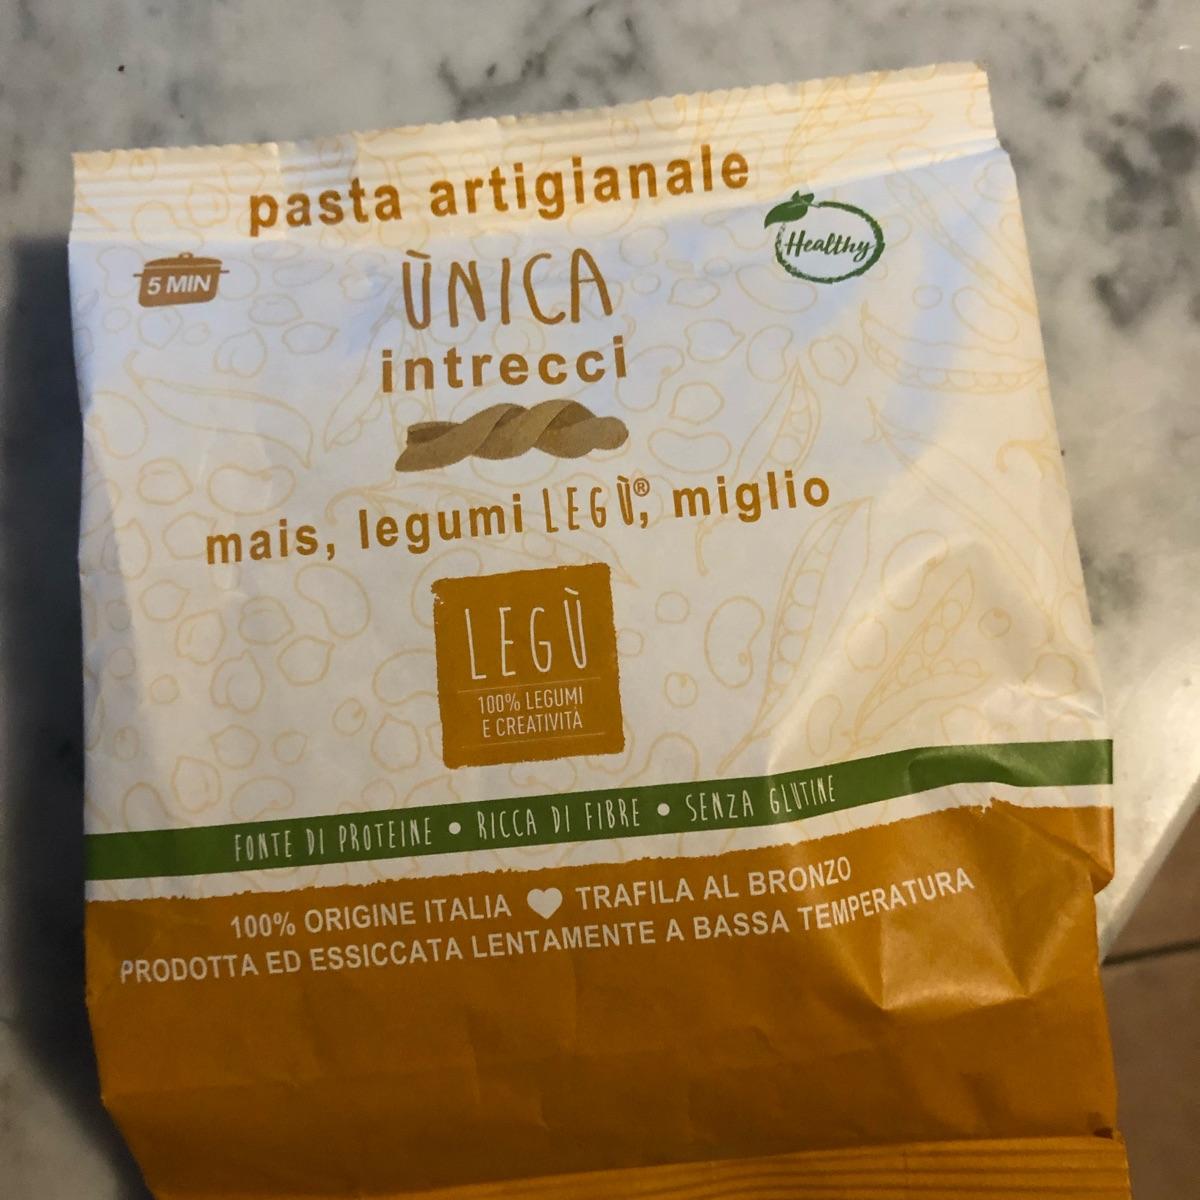 pasta artigianale
5 MIN
Healthy
ÙNICA
intrecci
mais, legumi LEGÙ®, miglio
LEGÙ
100% LEGUMI
E CREATIVITÀ
FONTE DI PROTEINE • RICCA DI FIBRE • SENZA GLUTINE
100% ORIGINE ITALIA ♥ TRAFILA AL BRONZO
PRODOTTA ED ESSICCATA LENTAMENTE A BASSA TEMPERATURA